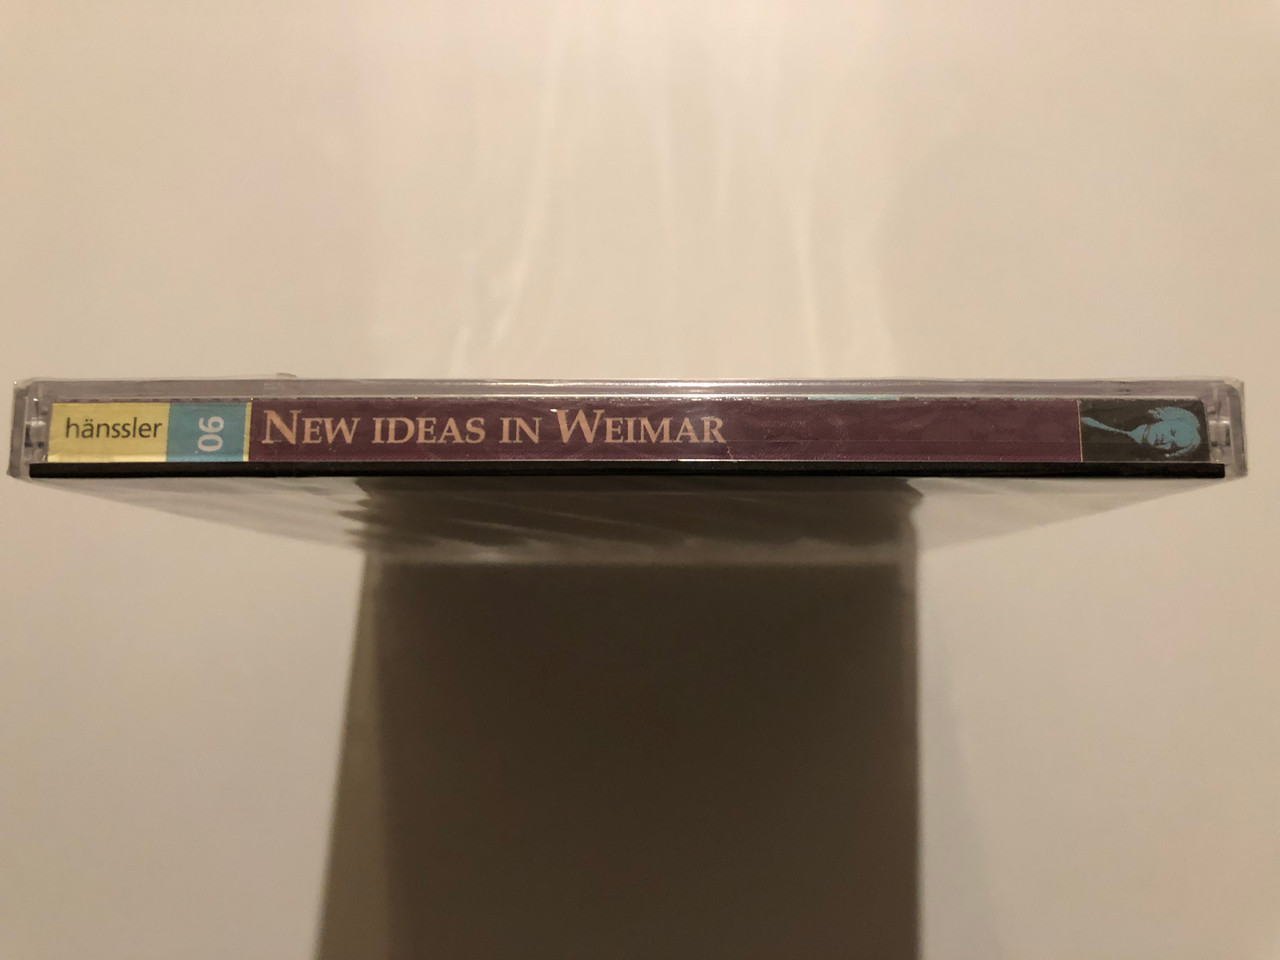 hänssler
06
NEW IDEAS IN WEIMAR